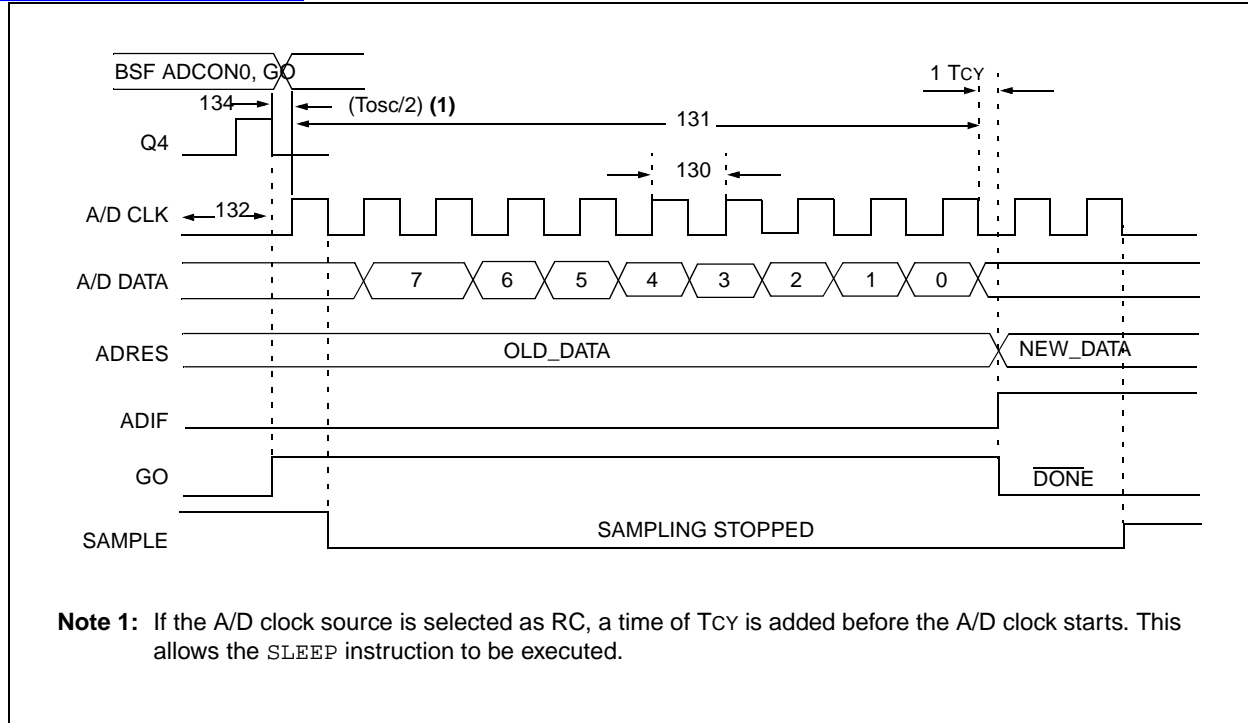 BSF ADCON0, GO
1 TCY
134
(Tosc/2) (1)
131
Q4
130
A/D CLK
132
A/D DATA
7 6 5 4 3 2 1 0
ADRES
OLD_DATA
NEW_DATA
ADIF
GO
DONE
SAMPLE
SAMPLING STOPPED
Note 1: If the A/D clock source is selected as RC, a time of TCY is added before the A/D clock starts. This
allows the SLEEP instruction to be executed.